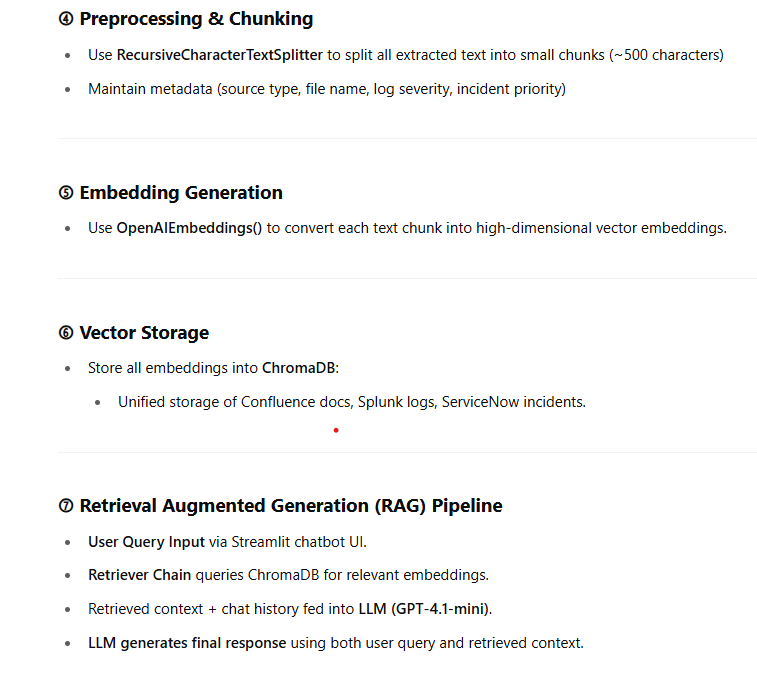 ④ Preprocessing & Chunking
• Use RecursiveCharacterTextSplitter to split all extracted text into small chunks (~500 characters)
• Maintain metadata (source type, file name, log severity, incident priority)
⑤ Embedding Generation
• Use OpenAIEmbeddings() to convert each text chunk into high-dimensional vector embeddings.
⑥ Vector Storage
• Store all embeddings into ChromaDB:
• Unified storage of Confluence docs, Splunk logs, ServiceNow incidents.
⑦ Retrieval Augmented Generation (RAG) Pipeline
• User Query Input via Streamlit chatbot UI.
• Retriever Chain queries ChromaDB for relevant embeddings.
• Retrieved context + chat history fed into LLM (GPT-4.1-mini).
• LLM generates final response using both user query and retrieved context.